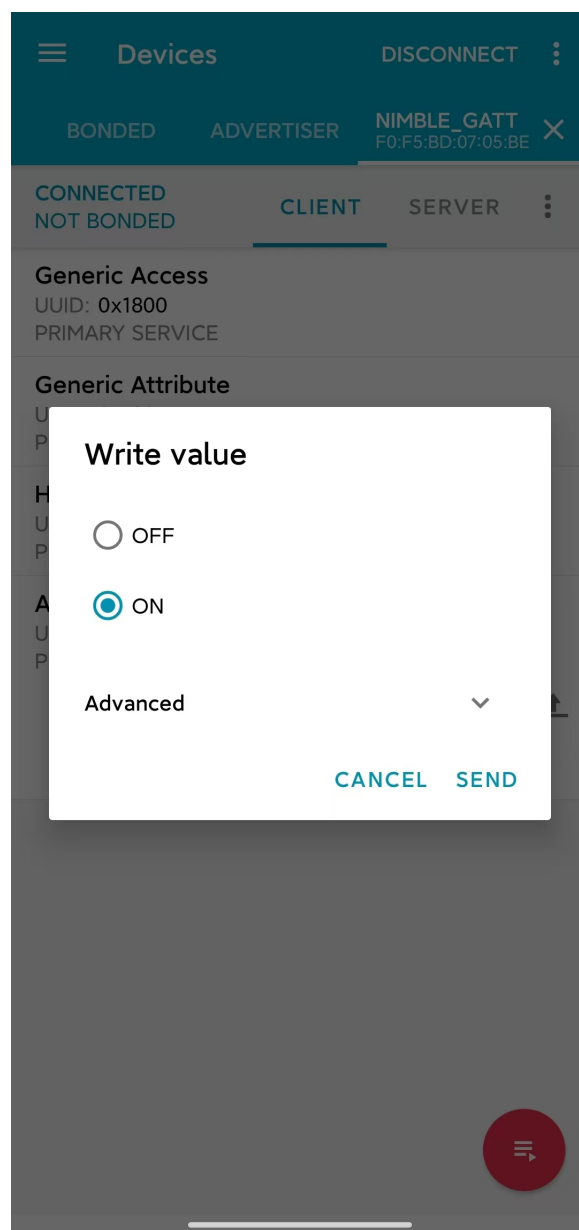 Devices
DISCONNECT
BONDED
ADVERTISER
NIMBLE_GATT
F0:F5:BD:07:05:BE
CONNECTED
NOT BONDED
CLIENT
SERVER
Generic Access
UUID: 0x1800
PRIMARY SERVICE
Generic Attribute
U
P
H
U
P
A
U
P
Write value
OFF
ON
Advanced
CANCEL
SEND